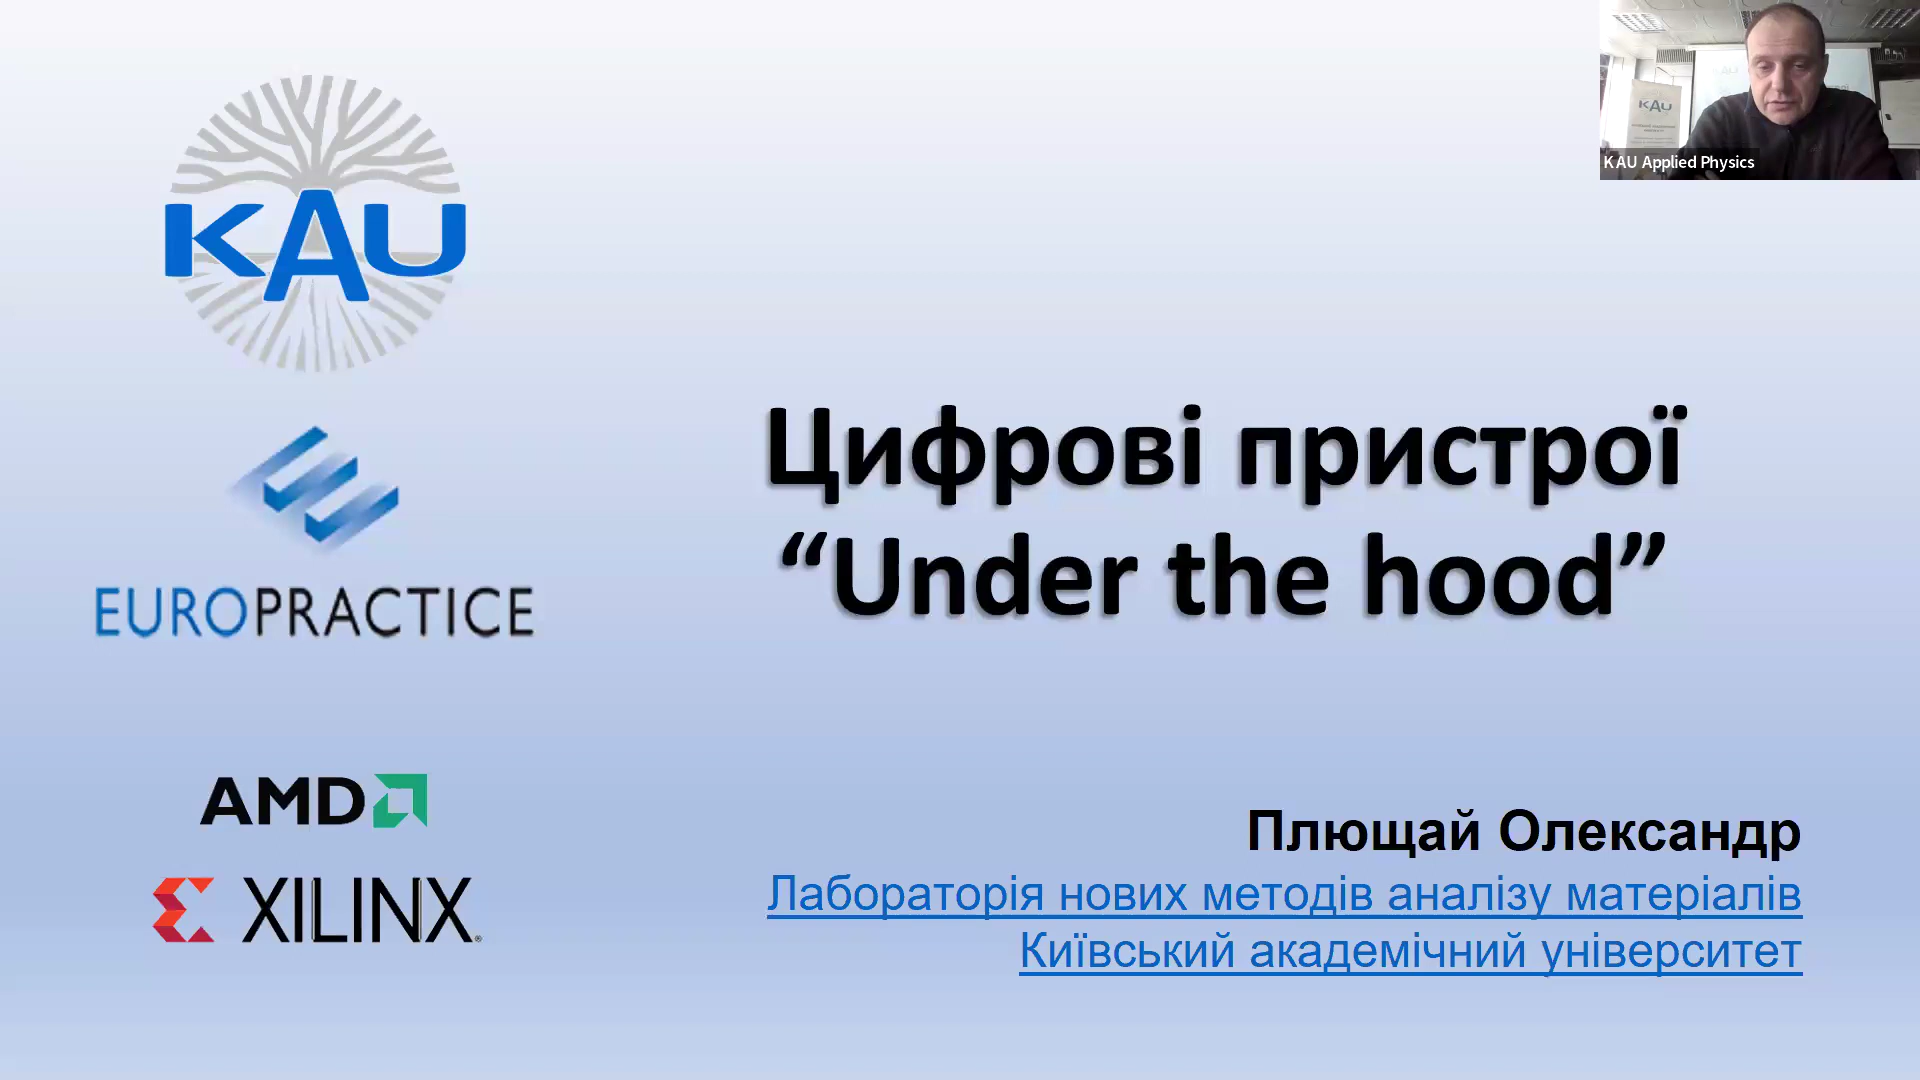 KAU
EUROPRACTICE
AMD
XILINX
Цифрові пристрої
“Under the hood”
Плющай Олександр
Лабораторія нових методів аналізу матеріалів
Київський академічний університет
KAU
KAU Applied Physics